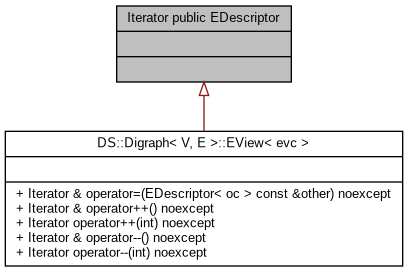 Iterator public EDescriptor
DS::Digraph< V, E >::EView< evc >
+ Iterator & operator=(EDescriptor< oc > const &other) noexcept
+ Iterator & operator++() noexcept
+ Iterator operator++(int) noexcept
+ Iterator & operator--() noexcept
+ Iterator operator--(int) noexcept